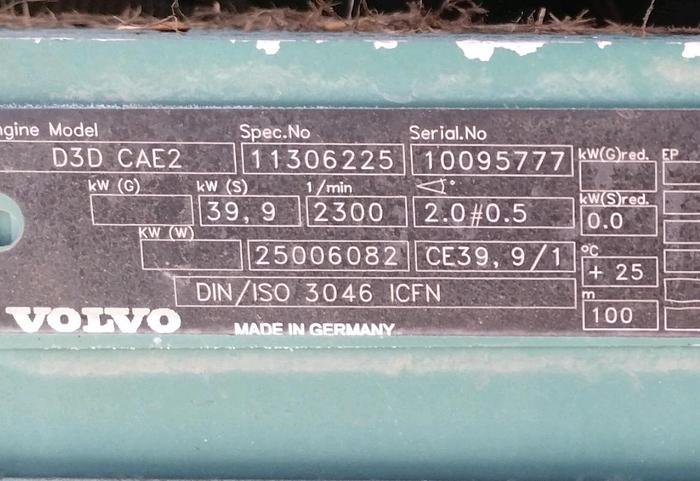 ngine Model Spec.No Serial.No kW(G)red. EP
D3D CAE2 11306225 10095777
kW (G) kW (S) 1/min ° kW(S)red.
39,9 2300 2.0#0.5 0.0
KW (W) °C
25006082 CE39,9/1 + 25
DIN/ISO 3046 ICFN m
VOLVO MADE IN GERMANY 100